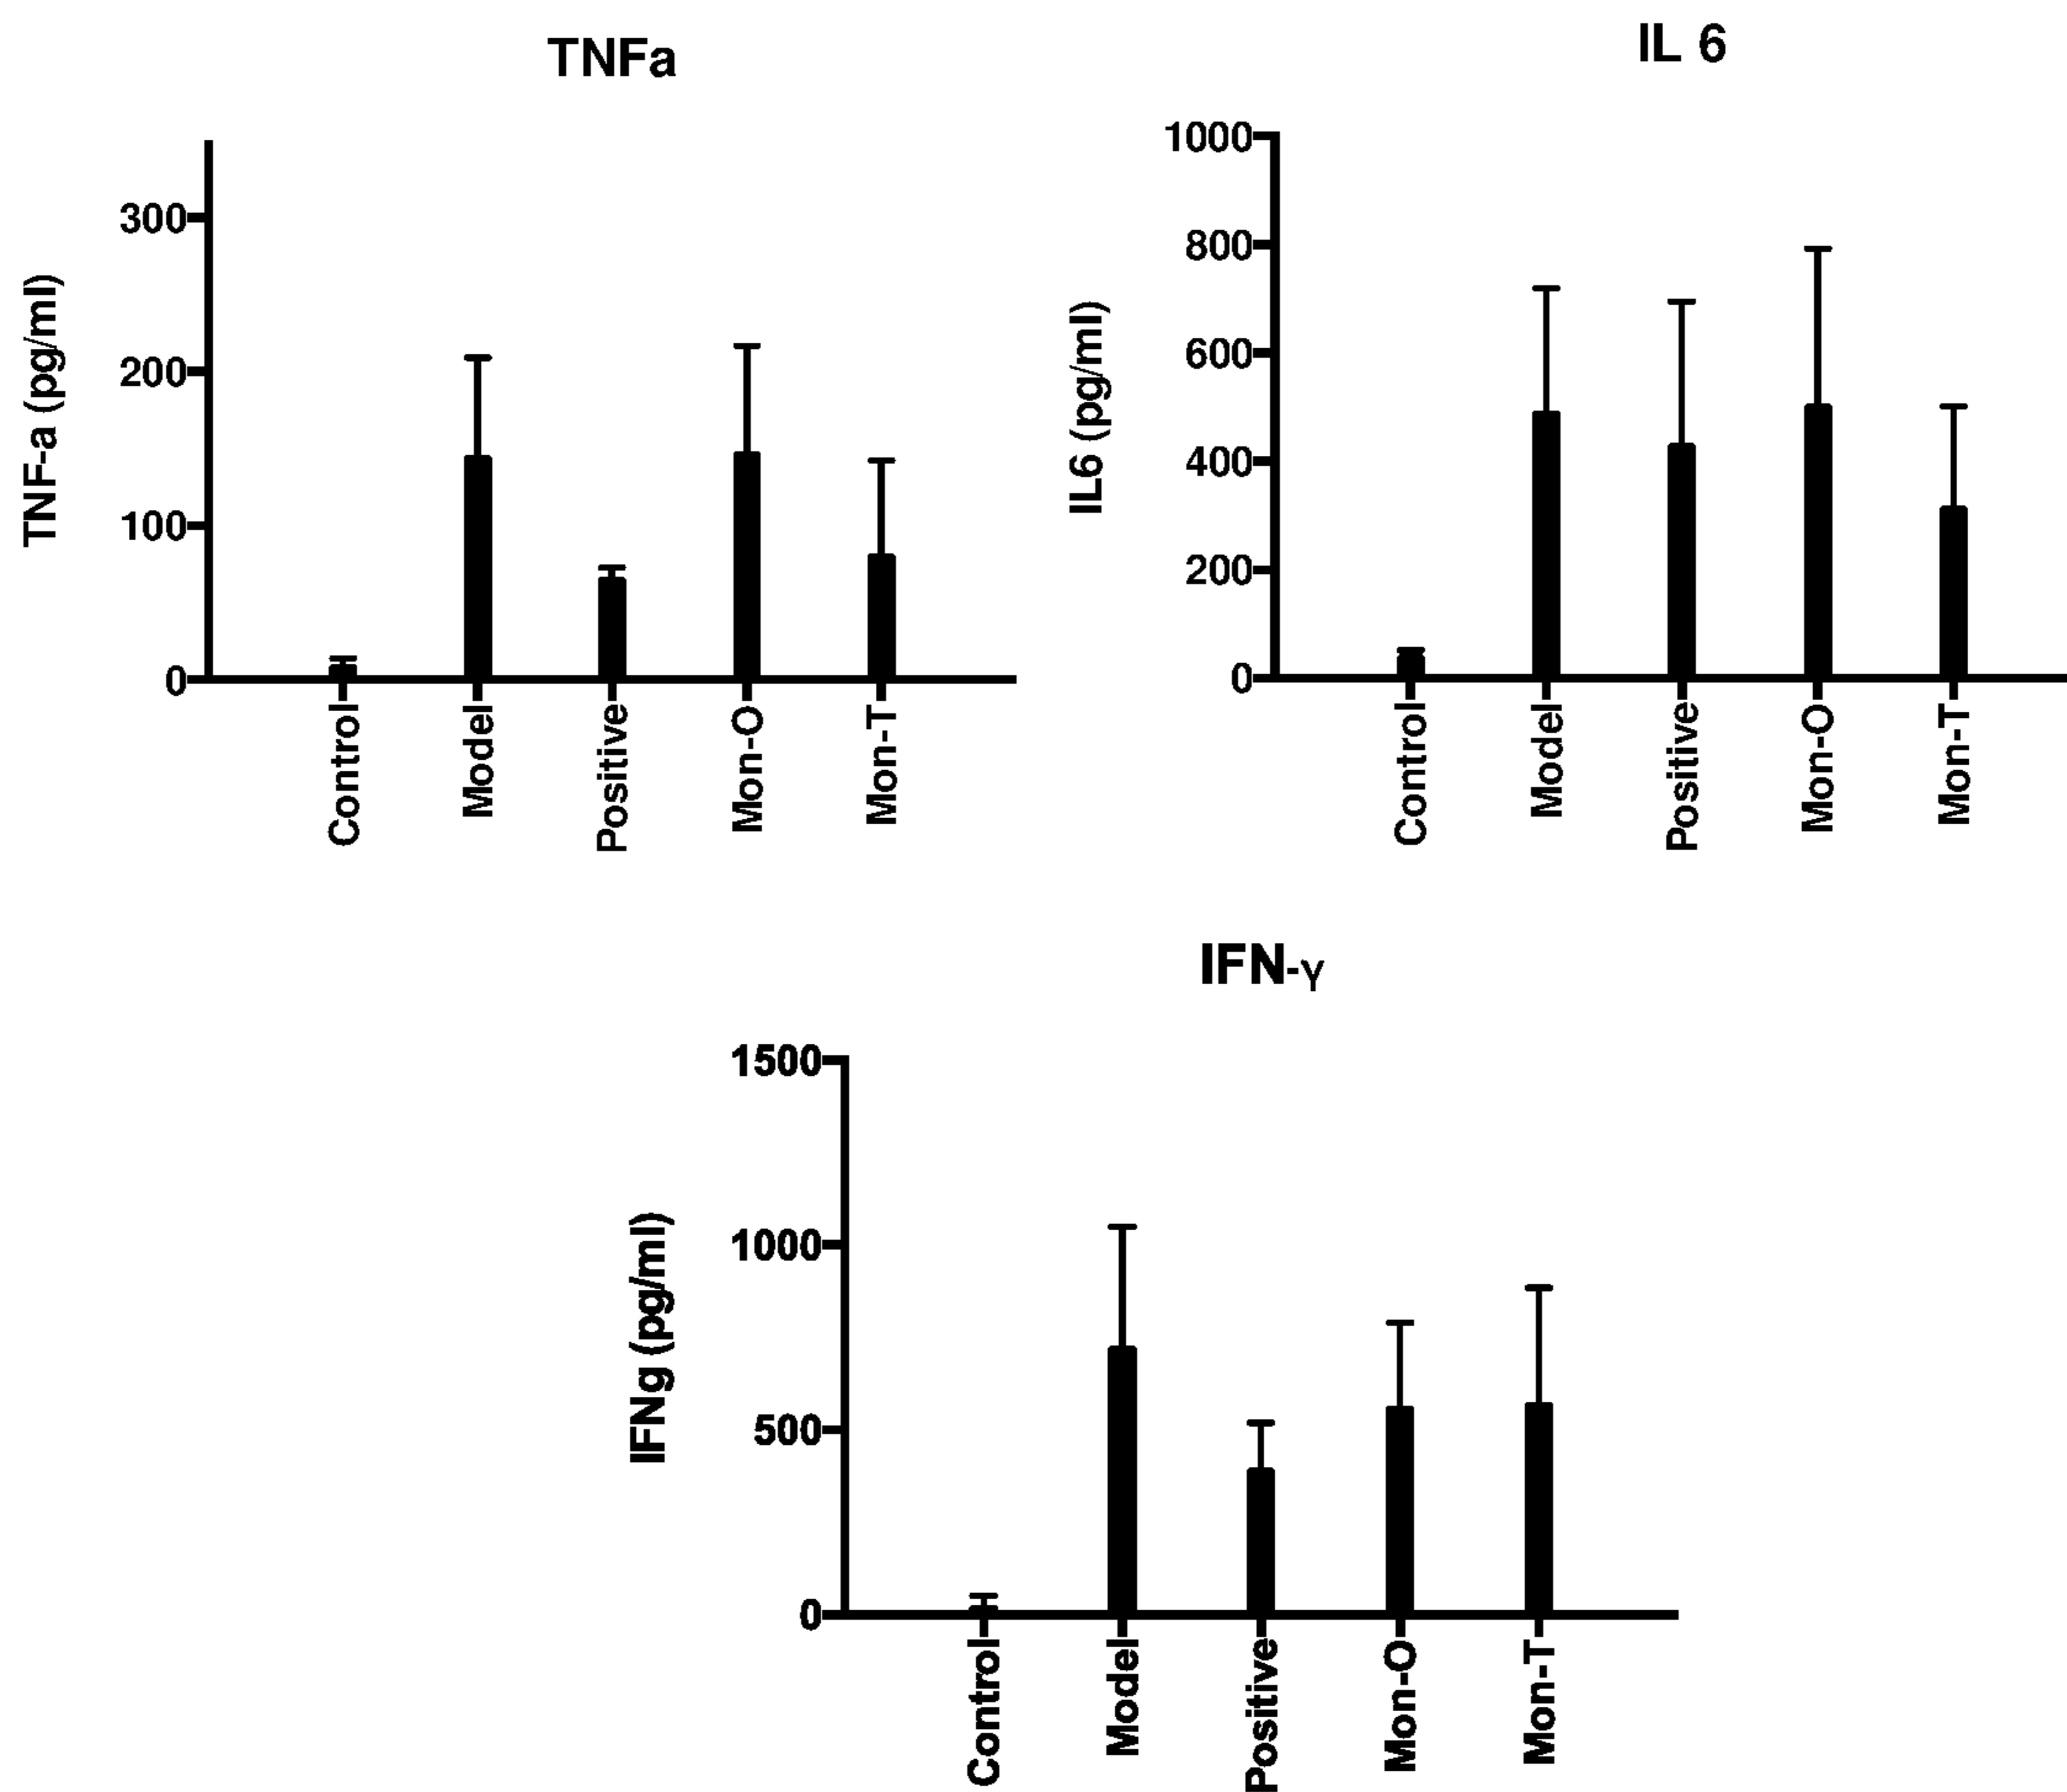 TNFa
TNF-a (pg/ml)
300
200
100
0
Control
Model
Positive
Mon-O
Mon-T
IL 6
IL6 (pg/ml)
1000
800
600
400
200
0
Control
Model
Positive
Mon-O
Mon-T
IFN-γ
IFNg (pg/ml)
1500
1000
500
0
Control
Model
Positive
Mon-O
Mon-T